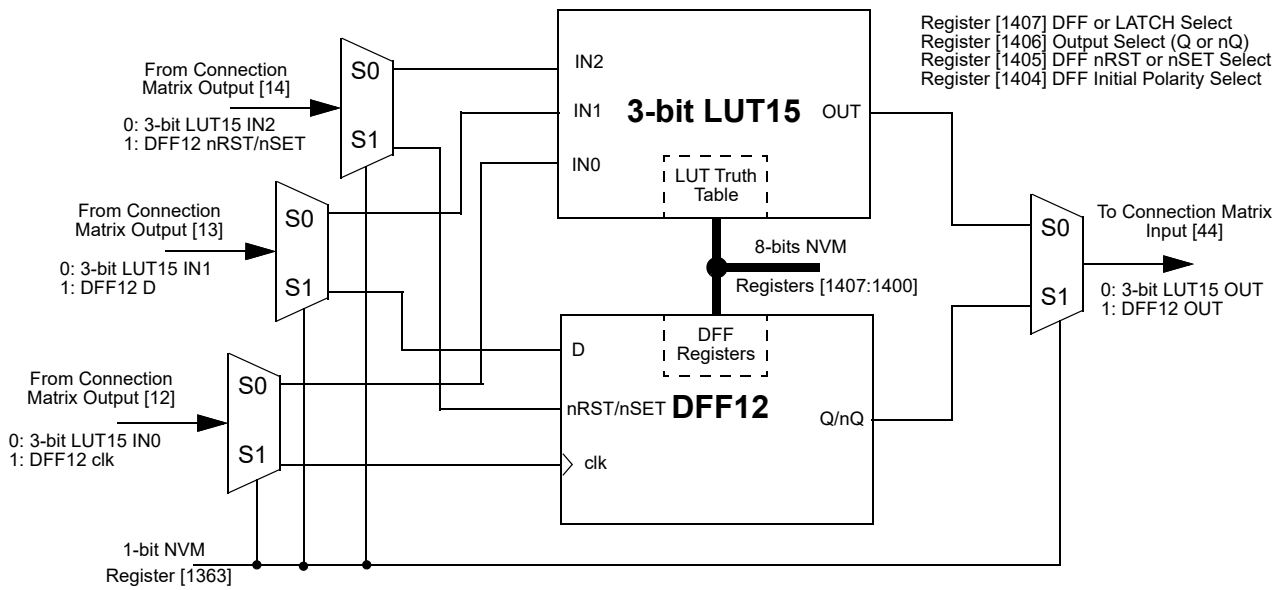 Register [1407] DFF or LATCH Select
Register [1406] Output Select (Q or nQ)
Register [1405] DFF nRST or nSET Select
Register [1404] DFF Initial Polarity Select
From Connection
Matrix Output [14]
0: 3-bit LUT15 IN2
1: DFF12 nRST/nSET
S0
S1
IN2
IN1
IN0
3-bit LUT15
OUT
LUT Truth
Table
From Connection
Matrix Output [13]
0: 3-bit LUT15 IN1
1: DFF12 D
S0
S1
8-bits NVM
Registers [1407:1400]
To Connection Matrix
Input [44]
S0
S1
0: 3-bit LUT15 OUT
1: DFF12 OUT
From Connection
Matrix Output [12]
0: 3-bit LUT15 IN0
1: DFF12 clk
S0
S1
DFF
Registers
D
nRST/nSET
DFF12
Q/nQ
clk
1-bit NVM
Register [1363]